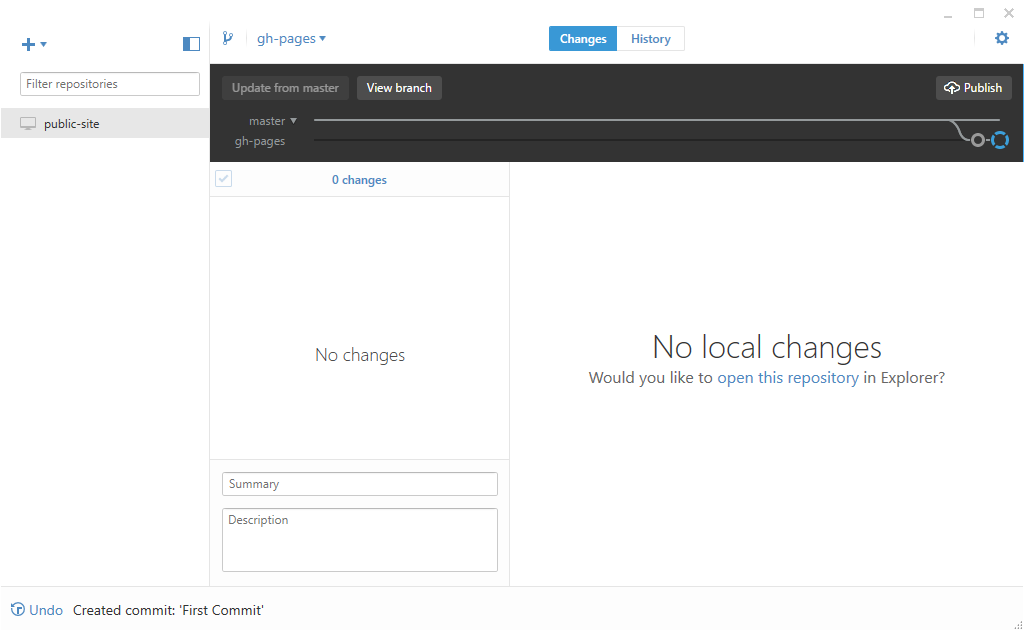 gh-pages
Changes
History
Filter repositories
public-site
Update from master
View branch
Publish
master
gh-pages
0 changes
No changes
No local changes
Would you like to open this repository in Explorer?
Summary
Description
Undo Created commit: 'First Commit'